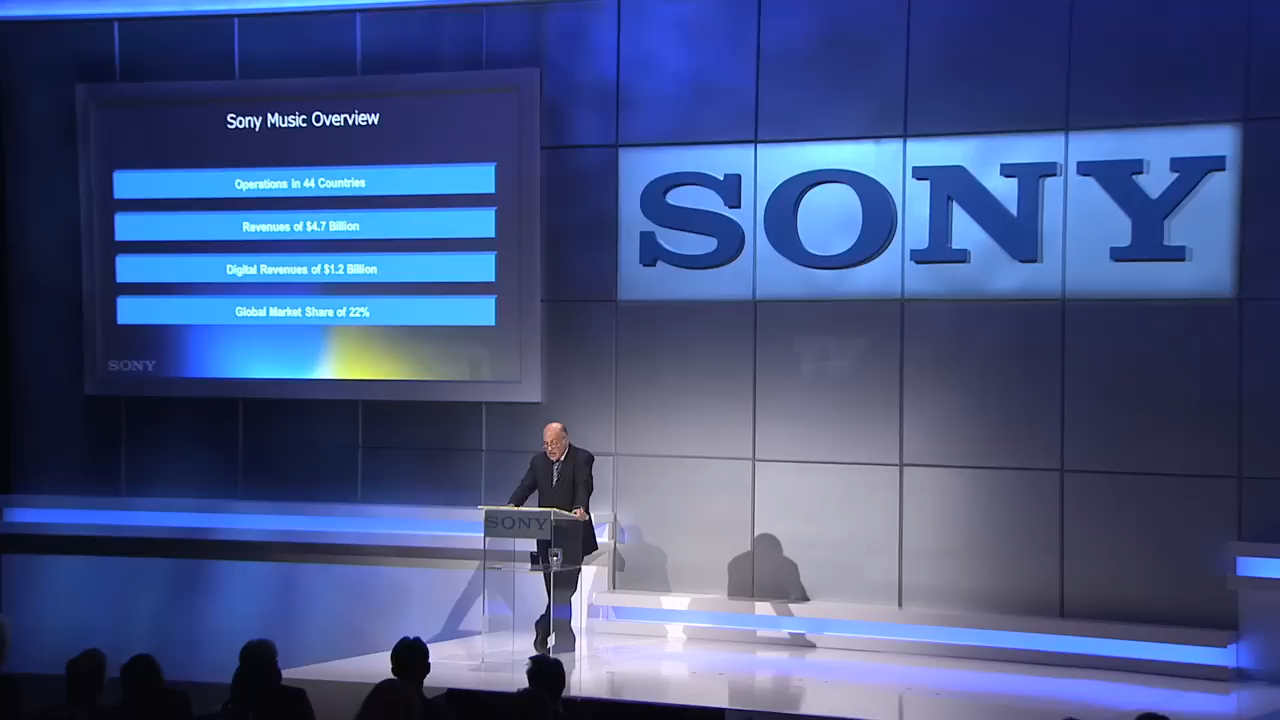 Sony Music Overview
Operations in 44 Countries
Revenues of $4.7 Billion
Digital Revenues of $1.2 Billion
Global Market Share of 22%
SONY
SONY
SONY